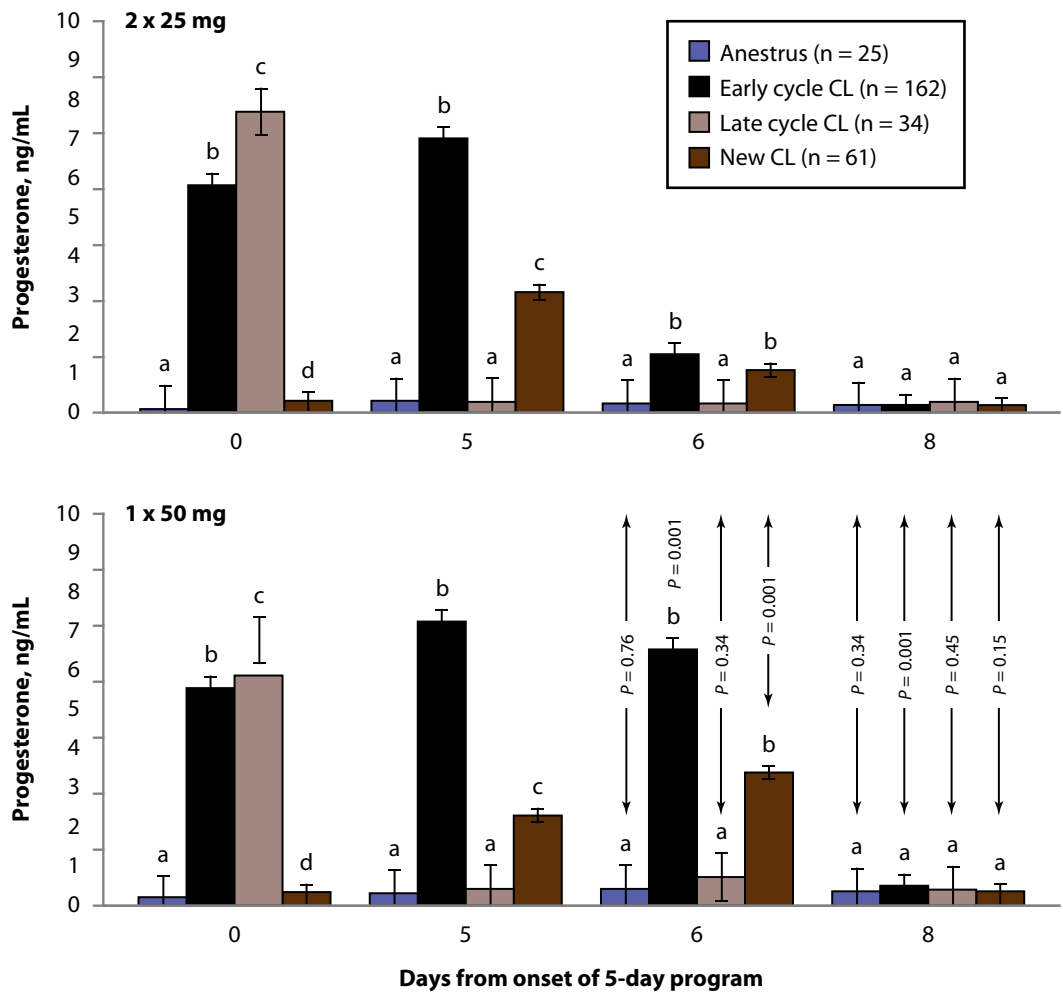 2 x 25 mg
Progesterone, ng/mL
10
9
8
7
6
5
4
3
2
1
0
Anestrus (n = 25)
Early cycle CL (n = 162)
Late cycle CL (n = 34)
New CL (n = 61)
a
b
c
d
a
b
a
c
a
b
a
b
a
a
a
a
0
5
6
8
1 x 50 mg
Progesterone, ng/mL
10
9
8
7
6
5
4
3
2
1
0
a
b
c
d
a
b
a
c
a
b
a
b
a
a
a
a
P = 0.76
P = 0.001
P = 0.34
P = 0.001
P = 0.34
P = 0.001
P = 0.45
P = 0.15
0
5
6
8
Days from onset of 5-day program